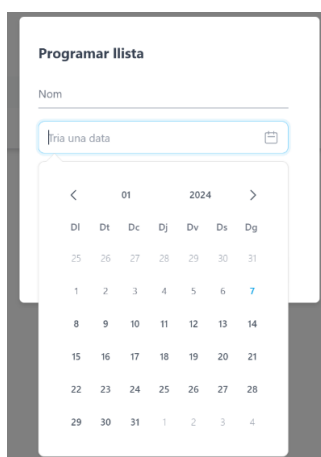 Programar llista
Nom
Tria una data
01 2024
Dl Dt Dc Dj Dv Ds Dg
25 26 27 28 29 30 31
1 2 3 4 5 6 7
8 9 10 11 12 13 14
15 16 17 18 19 20 21
22 23 24 25 26 27 28
29 30 31 1 2 3 4